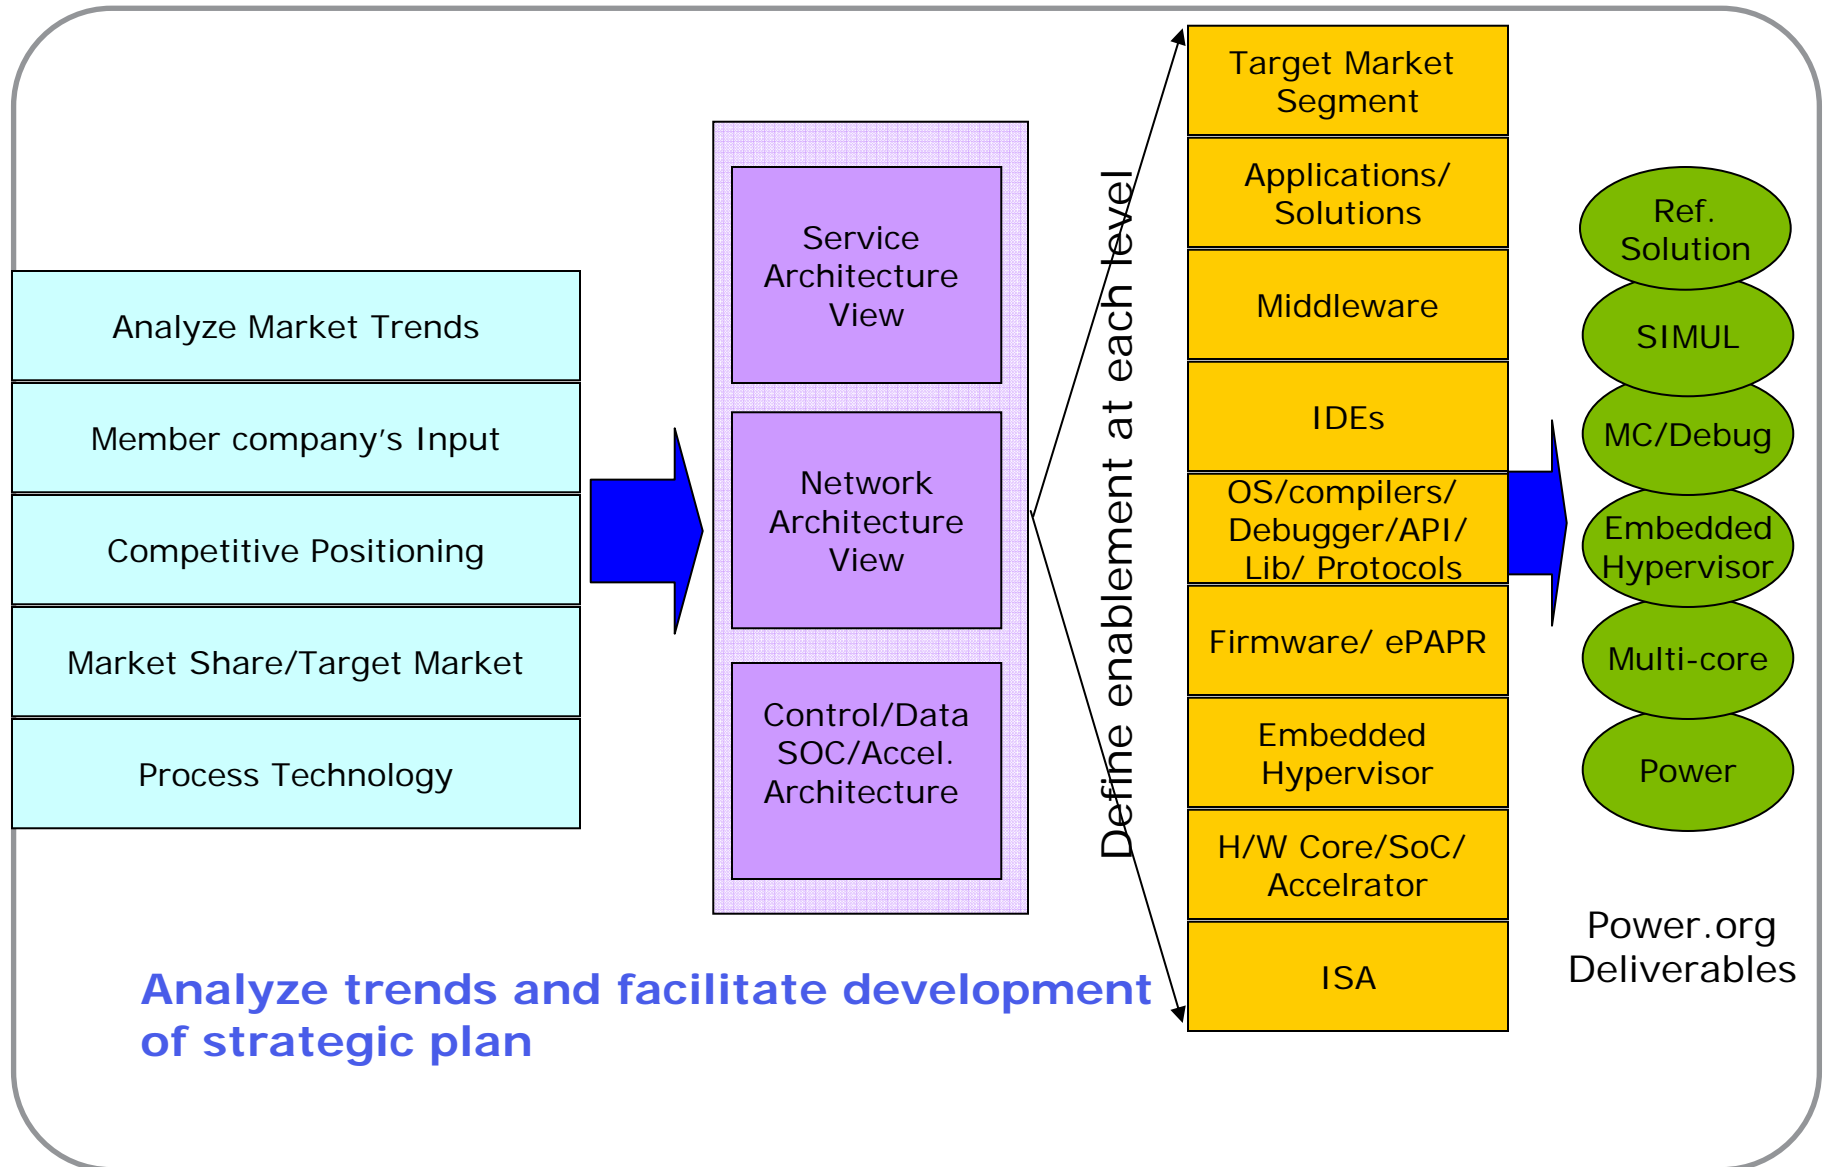 Analyze Market Trends
Member company's Input
Competitive Positioning
Market Share/Target Market
Process Technology
Service
Architecture
View
Network
Architecture
View
Control/Data
SOC/Accel.
Architecture
Define enablement at each level
Target Market
Segment
Applications/
Solutions
Middleware
IDEs
OS/compilers/
Debugger/API/
Lib/ Protocols
Firmware/ ePAPR
Embedded
Hypervisor
H/W Core/SoC/
Accelrator
ISA
Ref.
Solution
SIMUL
MC/Debug
Embedded
Hypervisor
Multi-core
Power
Power.org
Deliverables
Analyze trends and facilitate development
of strategic plan